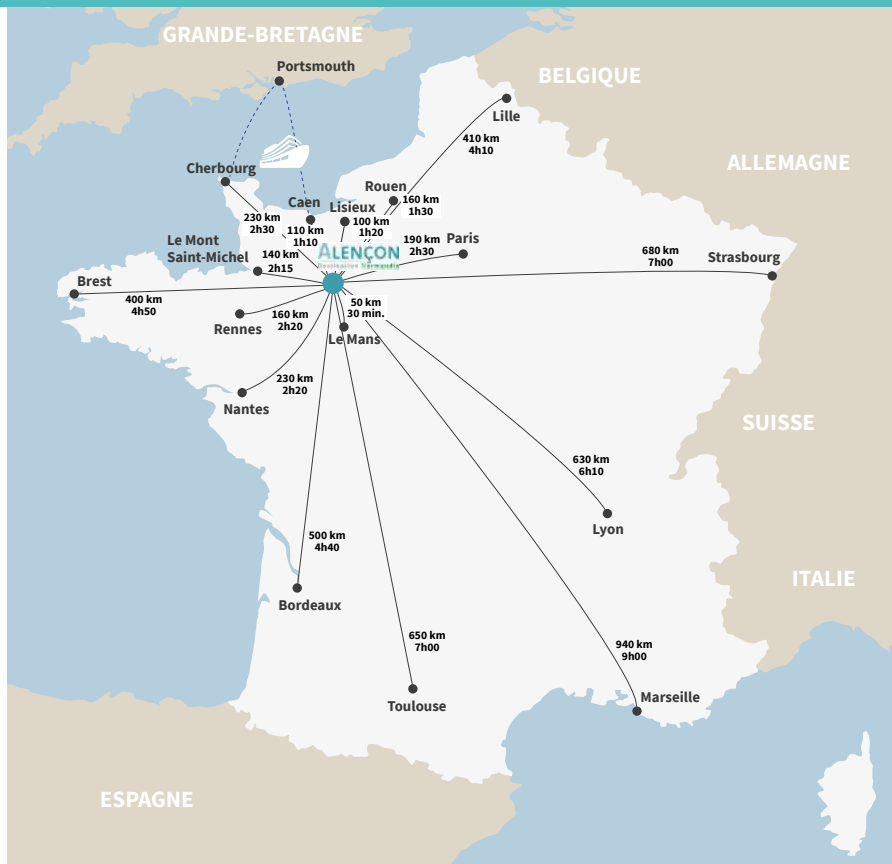 GRANDE-BRETAGNE
Portsmouth
BELGIQUE
Lille
410 km
4h10
ALLEMAGNE
Cherbourg
Rouen
160 km
1h30
Caen
Lisieux
230 km
2h30
110 km
1h10
100 km
1h20
190 km
2h30
Paris
Le Mont
Saint-Michel
140 km
2h15
ALENÇON
Destination Normandie
680 km
7h00
Strasbourg
Brest
400 km
4h50
50 km
30 min.
160 km
2h20
Rennes
Le Mans
230 km
2h20
Nantes
SUISSE
630 km
6h10
Lyon
500 km
4h40
ITALIE
Bordeaux
650 km
7h00
940 km
9h00
Marseille
Toulouse
ESPAGNE